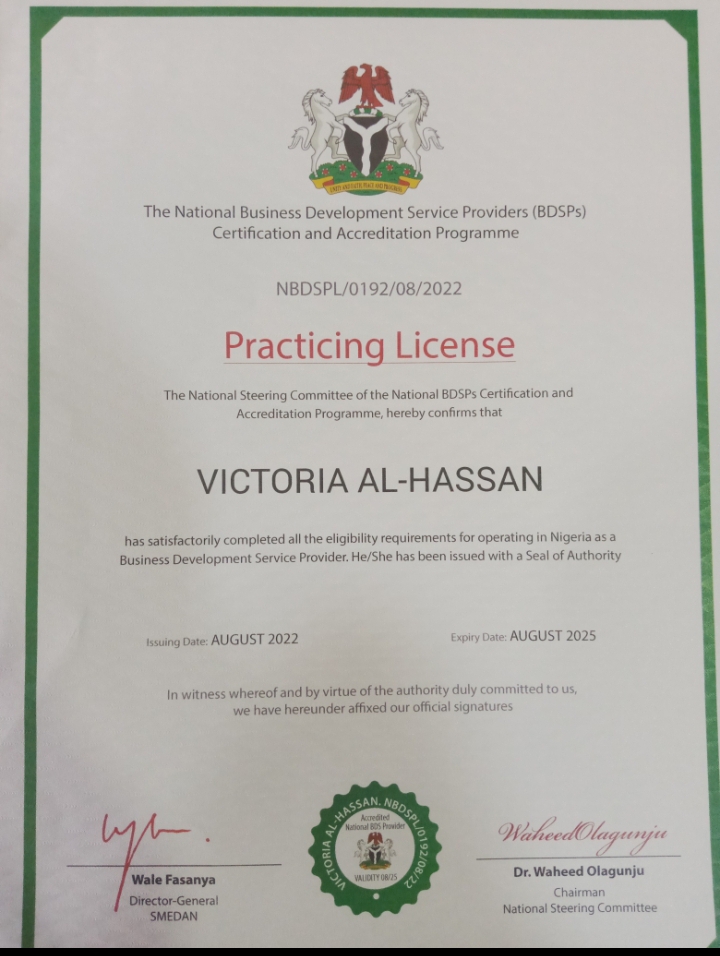 UNITY AND FAITH, PEACE AND PROGRESS
The National Business Development Service Providers (BDSPs)
Certification and Accreditation Programme
NBDSPL/0192/08/2022
Practicing License
The National Steering Committee of the National BDSPs Certification and
Accreditation Programme, hereby confirms that
VICTORIA AL-HASSAN
has satisfactorily completed all the eligibility requirements for operating in Nigeria as a
Business Development Service Provider. He/She has been issued with a Seal of Authority
Issuing Date: AUGUST 2022
Expiry Date: AUGUST 2025
In witness whereof and by virtue of the authority duly committed to us,
we have hereunder affixed our official signatures
Wale Fasanya
Director-General
SMEDAN
VICTORIA AL-HASSAN. NBDSPL/0192/08/22
Accredited
National BDS Provider
VALIDITY 08/25
WaheedOlagunju
Dr. Waheed Olagunju
Chairman
National Steering Committee